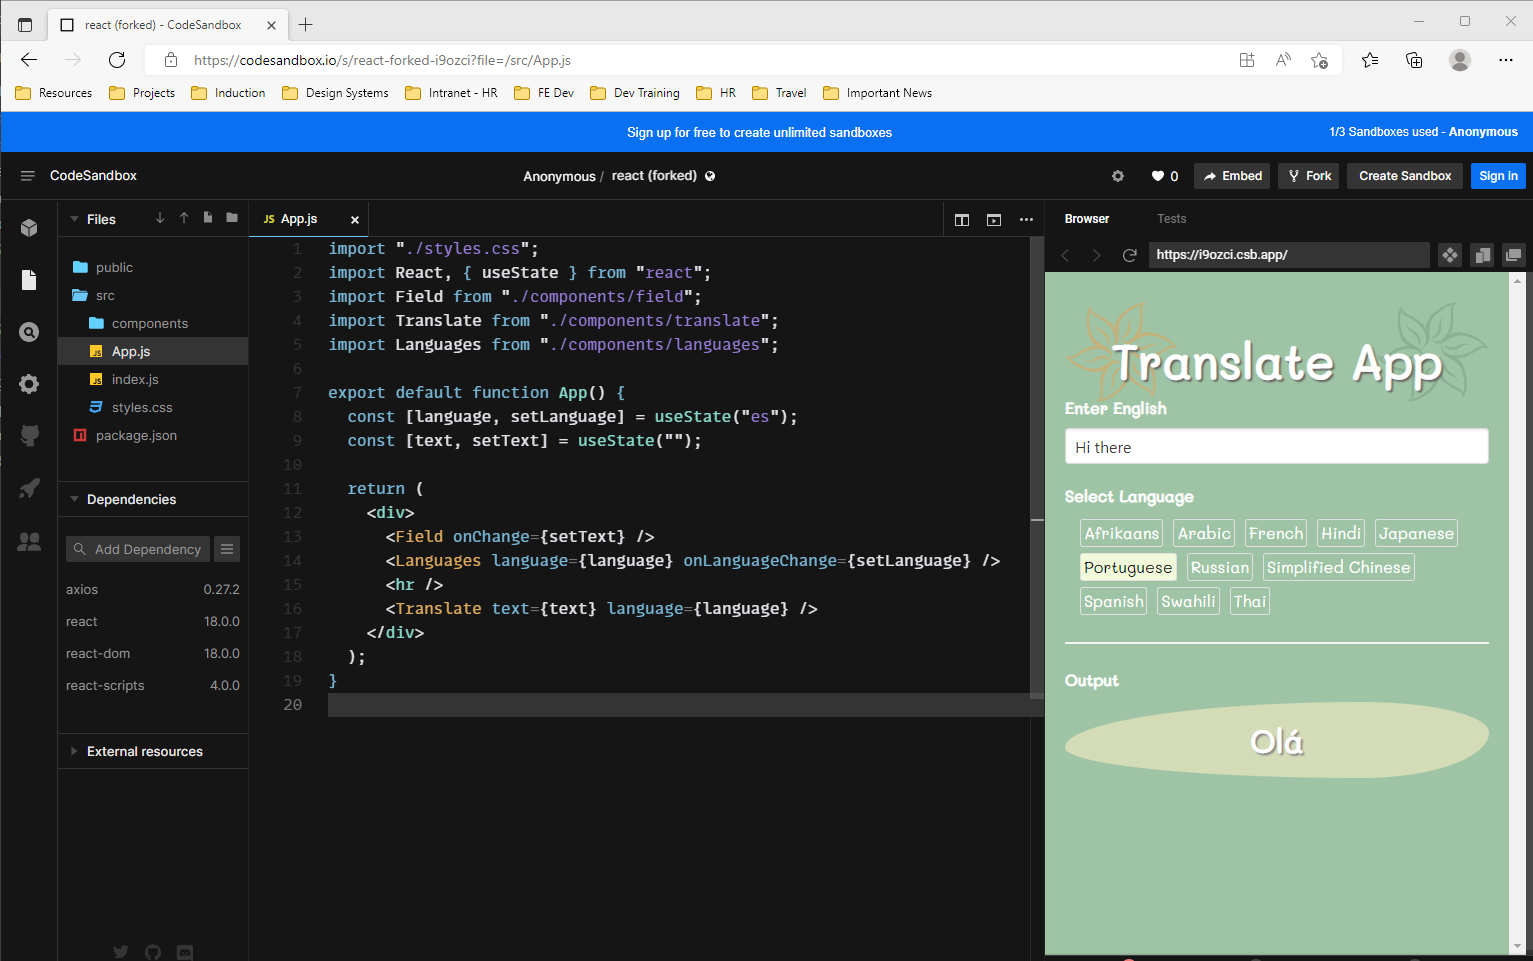 react (forked) - CodeSandbox
https://codesandbox.io/s/react-forked-i9ozci?file=/src/App.js
Resources Projects Induction Design Systems Intranet - HR FE Dev Dev Training HR Travel Important News
Sign up for free to create unlimited sandboxes
1/3 Sandboxes used - Anonymous
CodeSandbox
Anonymous / react (forked)
0 Embed Fork Create Sandbox Sign in
Files
public
src
components
JS App.js
JS index.js
styles.css
package.json
Dependencies
Add Dependency
axios 0.27.2
react 18.0.0
react-dom 18.0.0
react-scripts 4.0.0
External resources
JS App.js
1 import "./styles.css";
2 import React, { useState } from "react";
3 import Field from "./components/field";
4 import Translate from "./components/translate";
5 import Languages from "./components/languages";
6
7 export default function App() {
8 const [language, setLanguage] = useState("es");
9 const [text, setText] = useState("");
10
11 return (
12 <div>
13 <Field onChange={setText} />
14 <Languages language={language} onLanguageChange={setLanguage} />
15 <hr />
16 <Translate text={text} language={language} />
17 </div>
18 );
19 }
20
Browser Tests
https://i9ozci.csb.app/
Translate App
Enter English
Hi there
Select Language
Afrikaans Arabic French Hindi Japanese
Portuguese Russian Simplified Chinese
Spanish Swahili Thai
Output
Olá